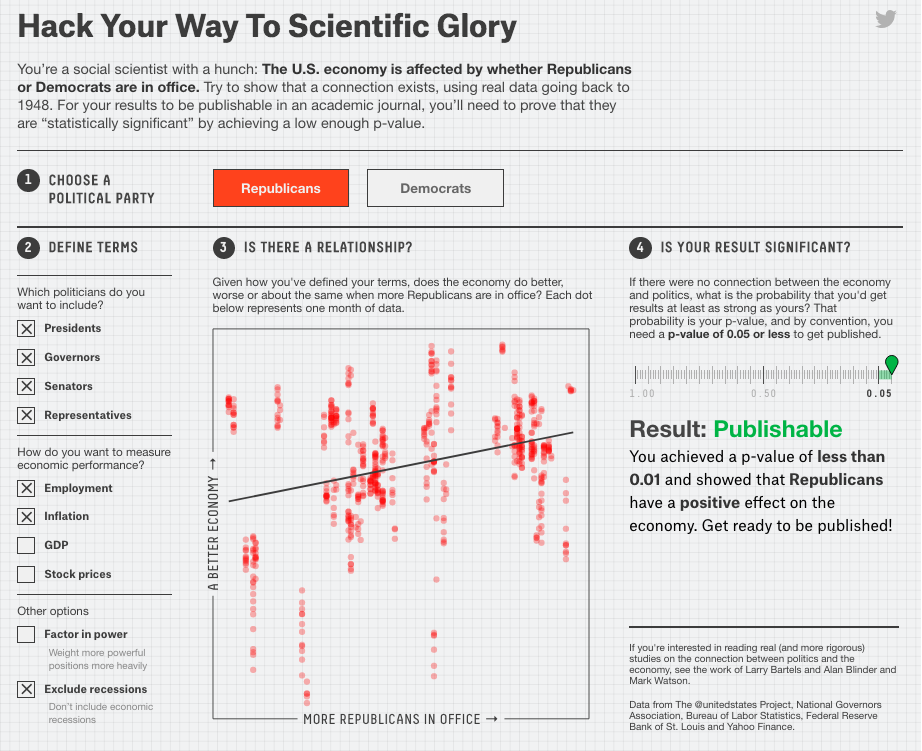 Hack Your Way To Scientific Glory
You're a social scientist with a hunch: The U.S. economy is affected by whether Republicans
or Democrats are in office. Try to show that a connection exists, using real data going back to
1948. For your results to be publishable in an academic journal, you'll need to prove that they
are “statistically significant” by achieving a low enough p-value.
1 CHOOSE A
POLITICAL PARTY
Republicans
Democrats
2 DEFINE TERMS
Which politicians do you
want to include?
Presidents
Governors
Senators
Representatives
How do you want to measure
economic performance?
Employment
Inflation
GDP
Stock prices
Other options
Factor in power
Weight more powerful
positions more heavily
Exclude recessions
Don't include economic
recessions
3 IS THERE A RELATIONSHIP?
Given how you've defined your terms, does the economy do better,
worse or about the same when more Republicans are in office? Each dot
below represents one month of data.
A BETTER ECONOMY →
MORE REPUBLICANS IN OFFICE →
4 IS YOUR RESULT SIGNIFICANT?
If there were no connection between the economy
and politics, what is the probability that you'd get
results at least as strong as yours? That
probability is your p-value, and by convention, you
need a p-value of 0.05 or less to get published.
1.00 0.50 0.05
Result: Publishable
You achieved a p-value of less than
0.01 and showed that Republicans
have a positive effect on the
economy. Get ready to be published!
If you're interested in reading real (and more rigorous)
studies on the connection between politics and the
economy, see the work of Larry Bartels and Alan Blinder and
Mark Watson.
Data from The @unitedstates Project, National Governors
Association, Bureau of Labor Statistics, Federal Reserve
Bank of St. Louis and Yahoo Finance.